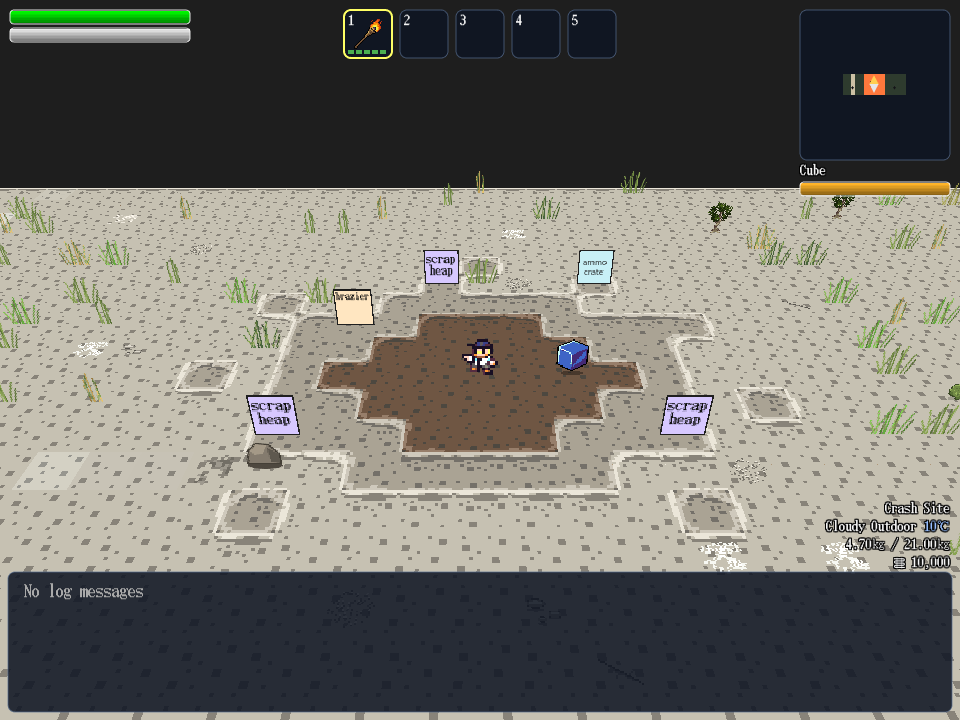 1
2
3
4
5
Cube
scrap
heap
ammo
crate
brazier
scrap
heap
scrap
heap
Crash Site
Cloudy Outdoor 10℃
4.70kg / 21.00kg
10,000
No log messages